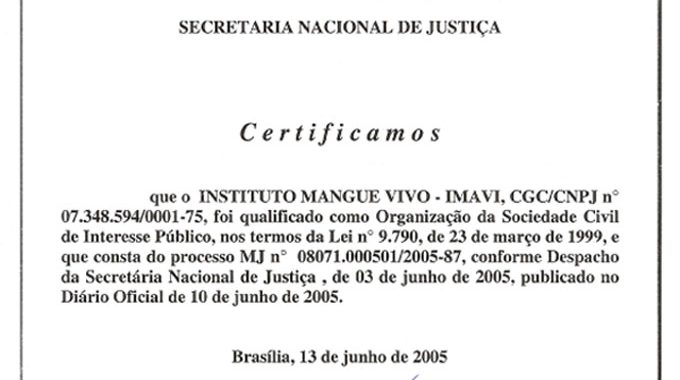 SECRETARIA NACIONAL DE JUSTIÇA
Certificamos
que o INSTITUTO MANGUE VIVO - IMAVI, CGC/CNPJ n°
07.348.594/0001-75, foi qualificado como Organização da Sociedade Civil
de Interesse Público, nos termos da Lei n° 9.790, de 23 de março de 1999, e
que consta do processo MJ n° 08071.000501/2005-87, conforme Despacho
da Secretária Nacional de Justiça , de 03 de junho de 2005, publicado no
Diário Oficial de 10 de junho de 2005.
Brasília, 13 de junho de 2005